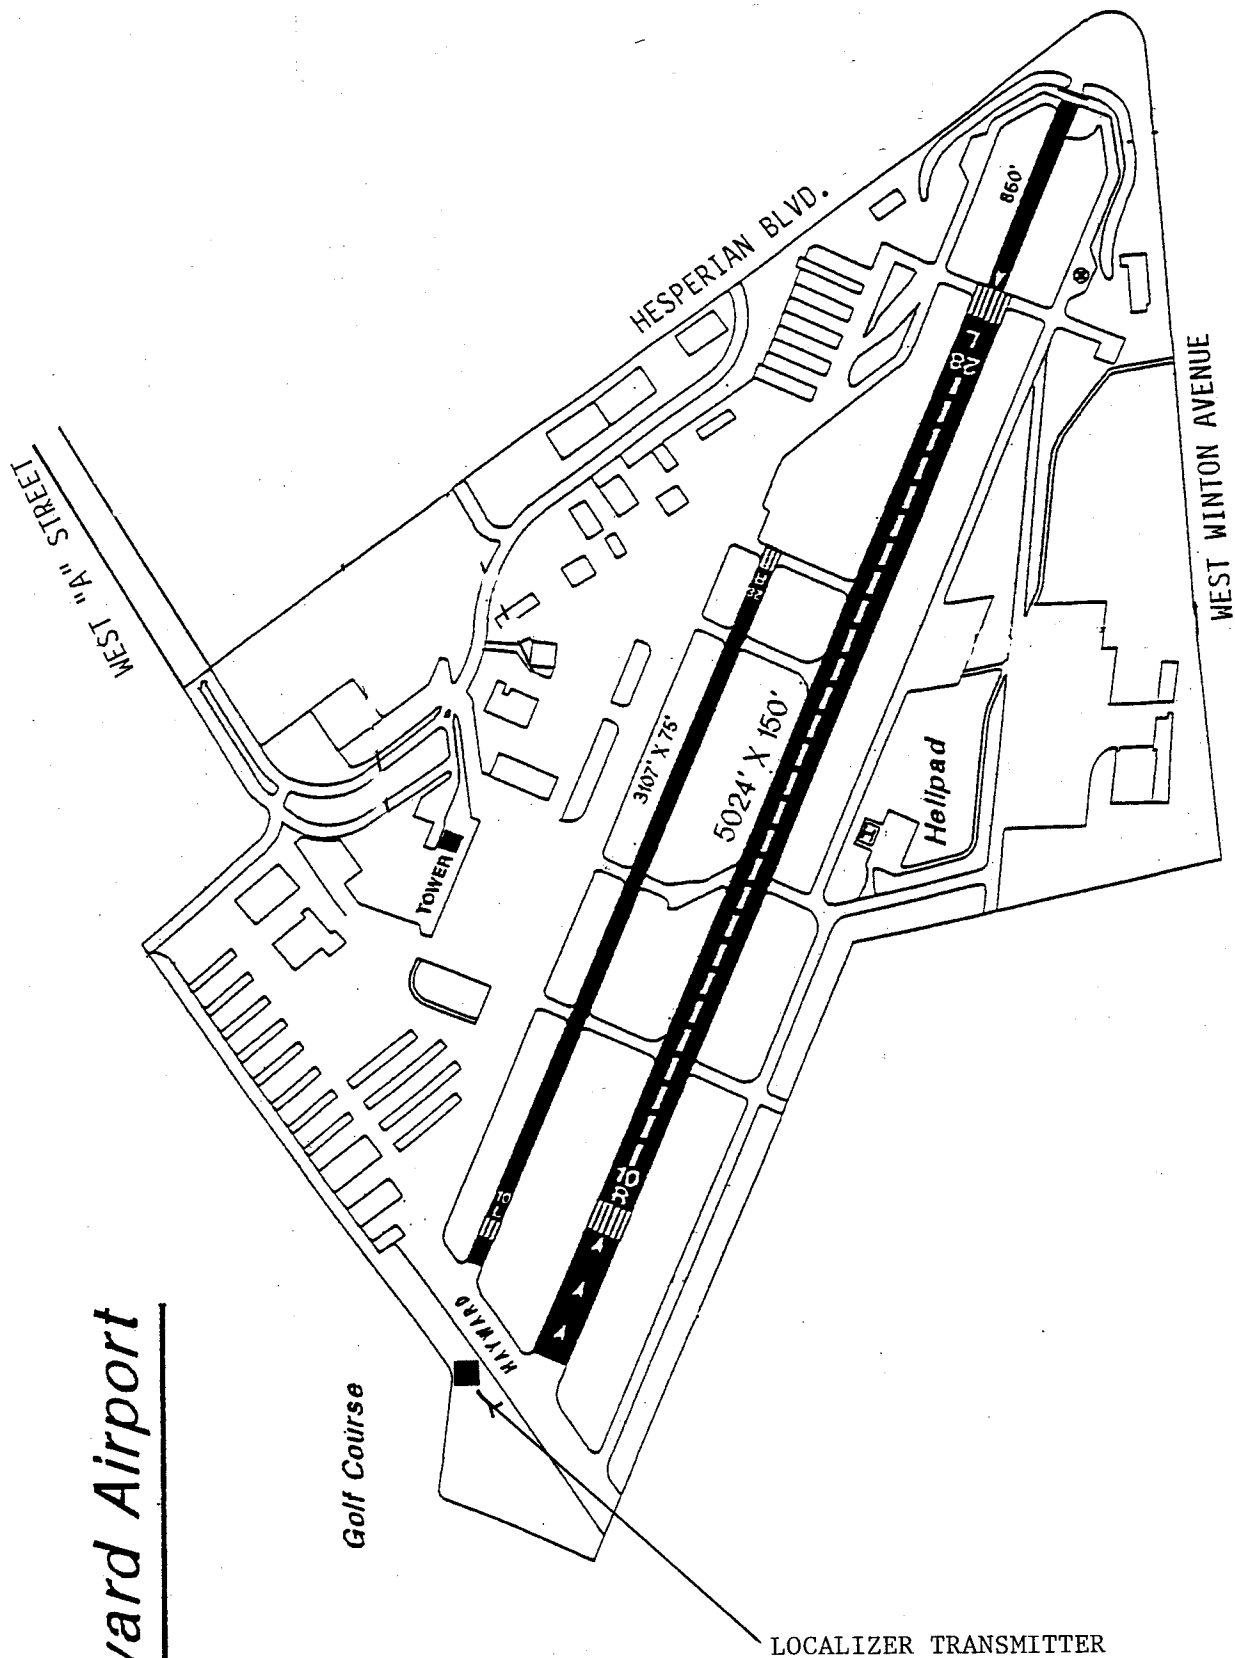 WEST "A" STREET
HESPERIAN BLVD.
860'
28
L
WEST WINTON AVENUE
3107' X 75'
5024' X 150'
TOWER
Helipad
H
10
L
10
R
HAYWARD
Golf Course
ward Airport
LOCALIZER TRANSMITTER